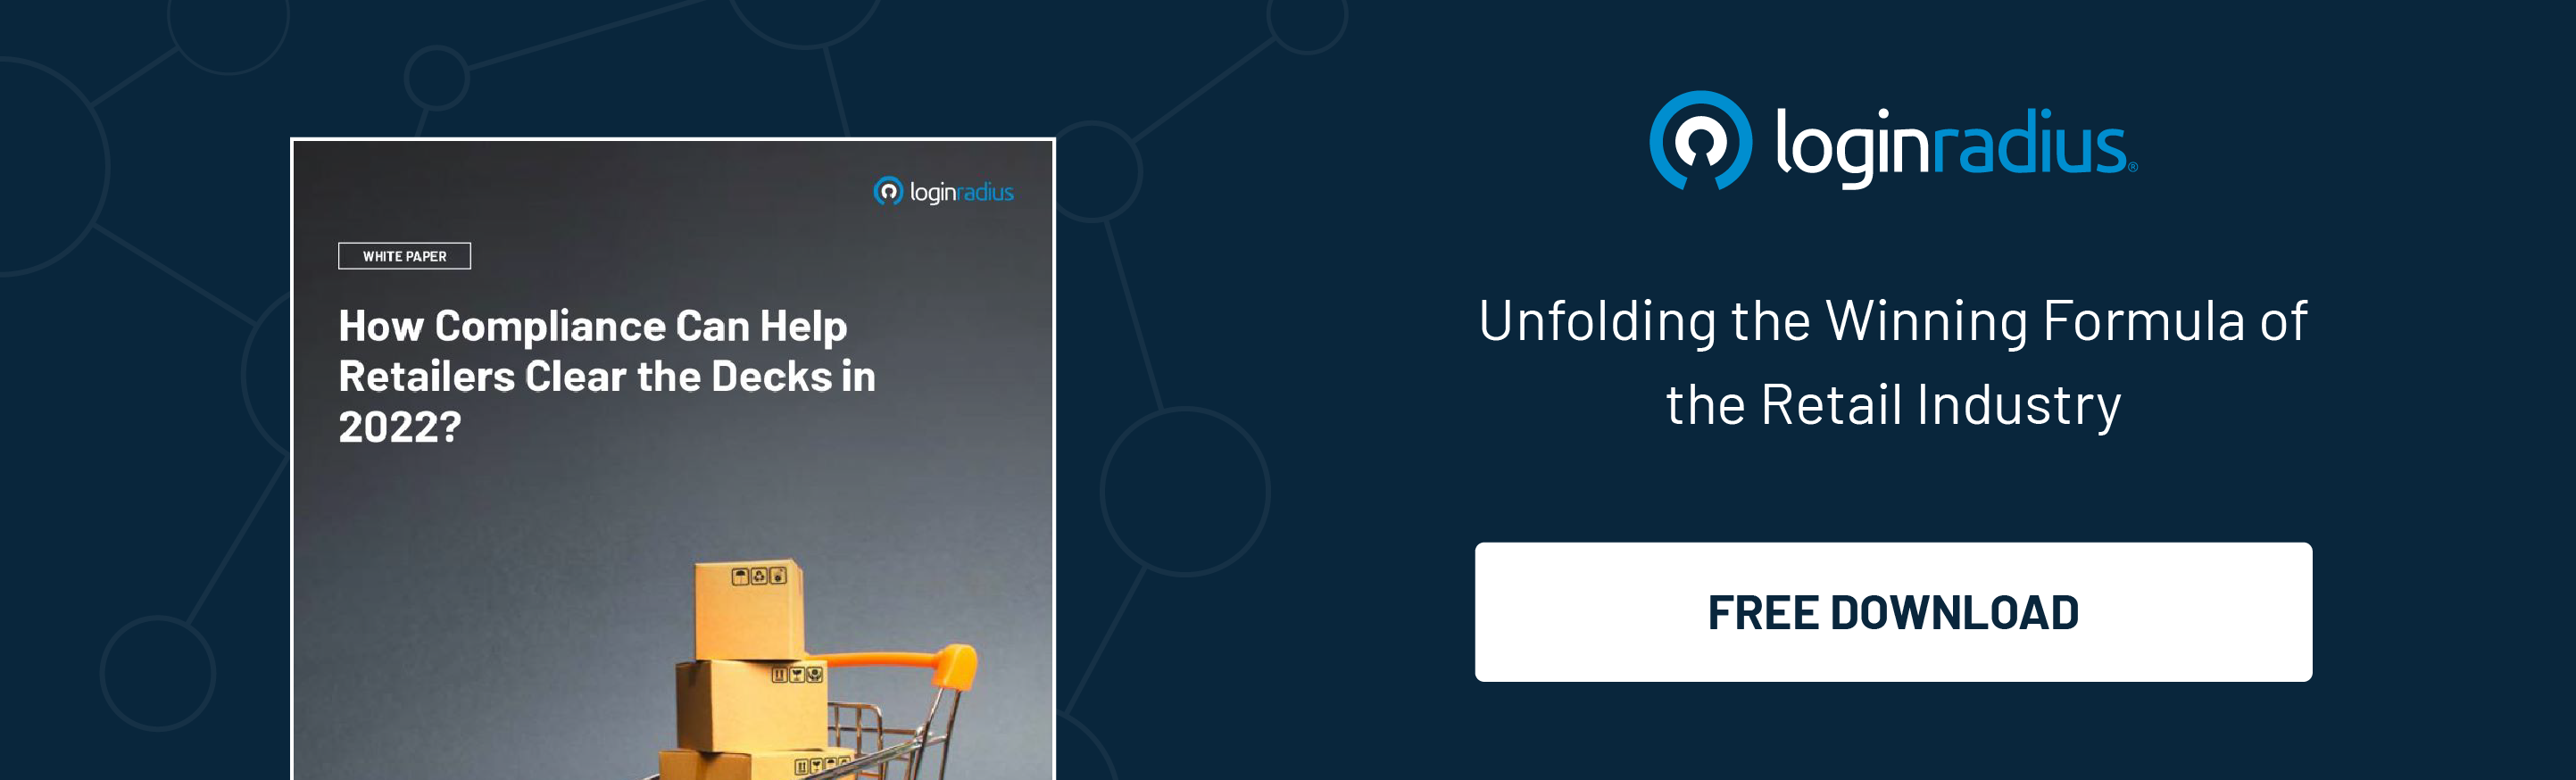 loginradius
WHITE PAPER
How Compliance Can Help
Retailers Clear the Decks in
2022?
loginradius®
Unfolding the Winning Formula of
the Retail Industry
FREE DOWNLOAD